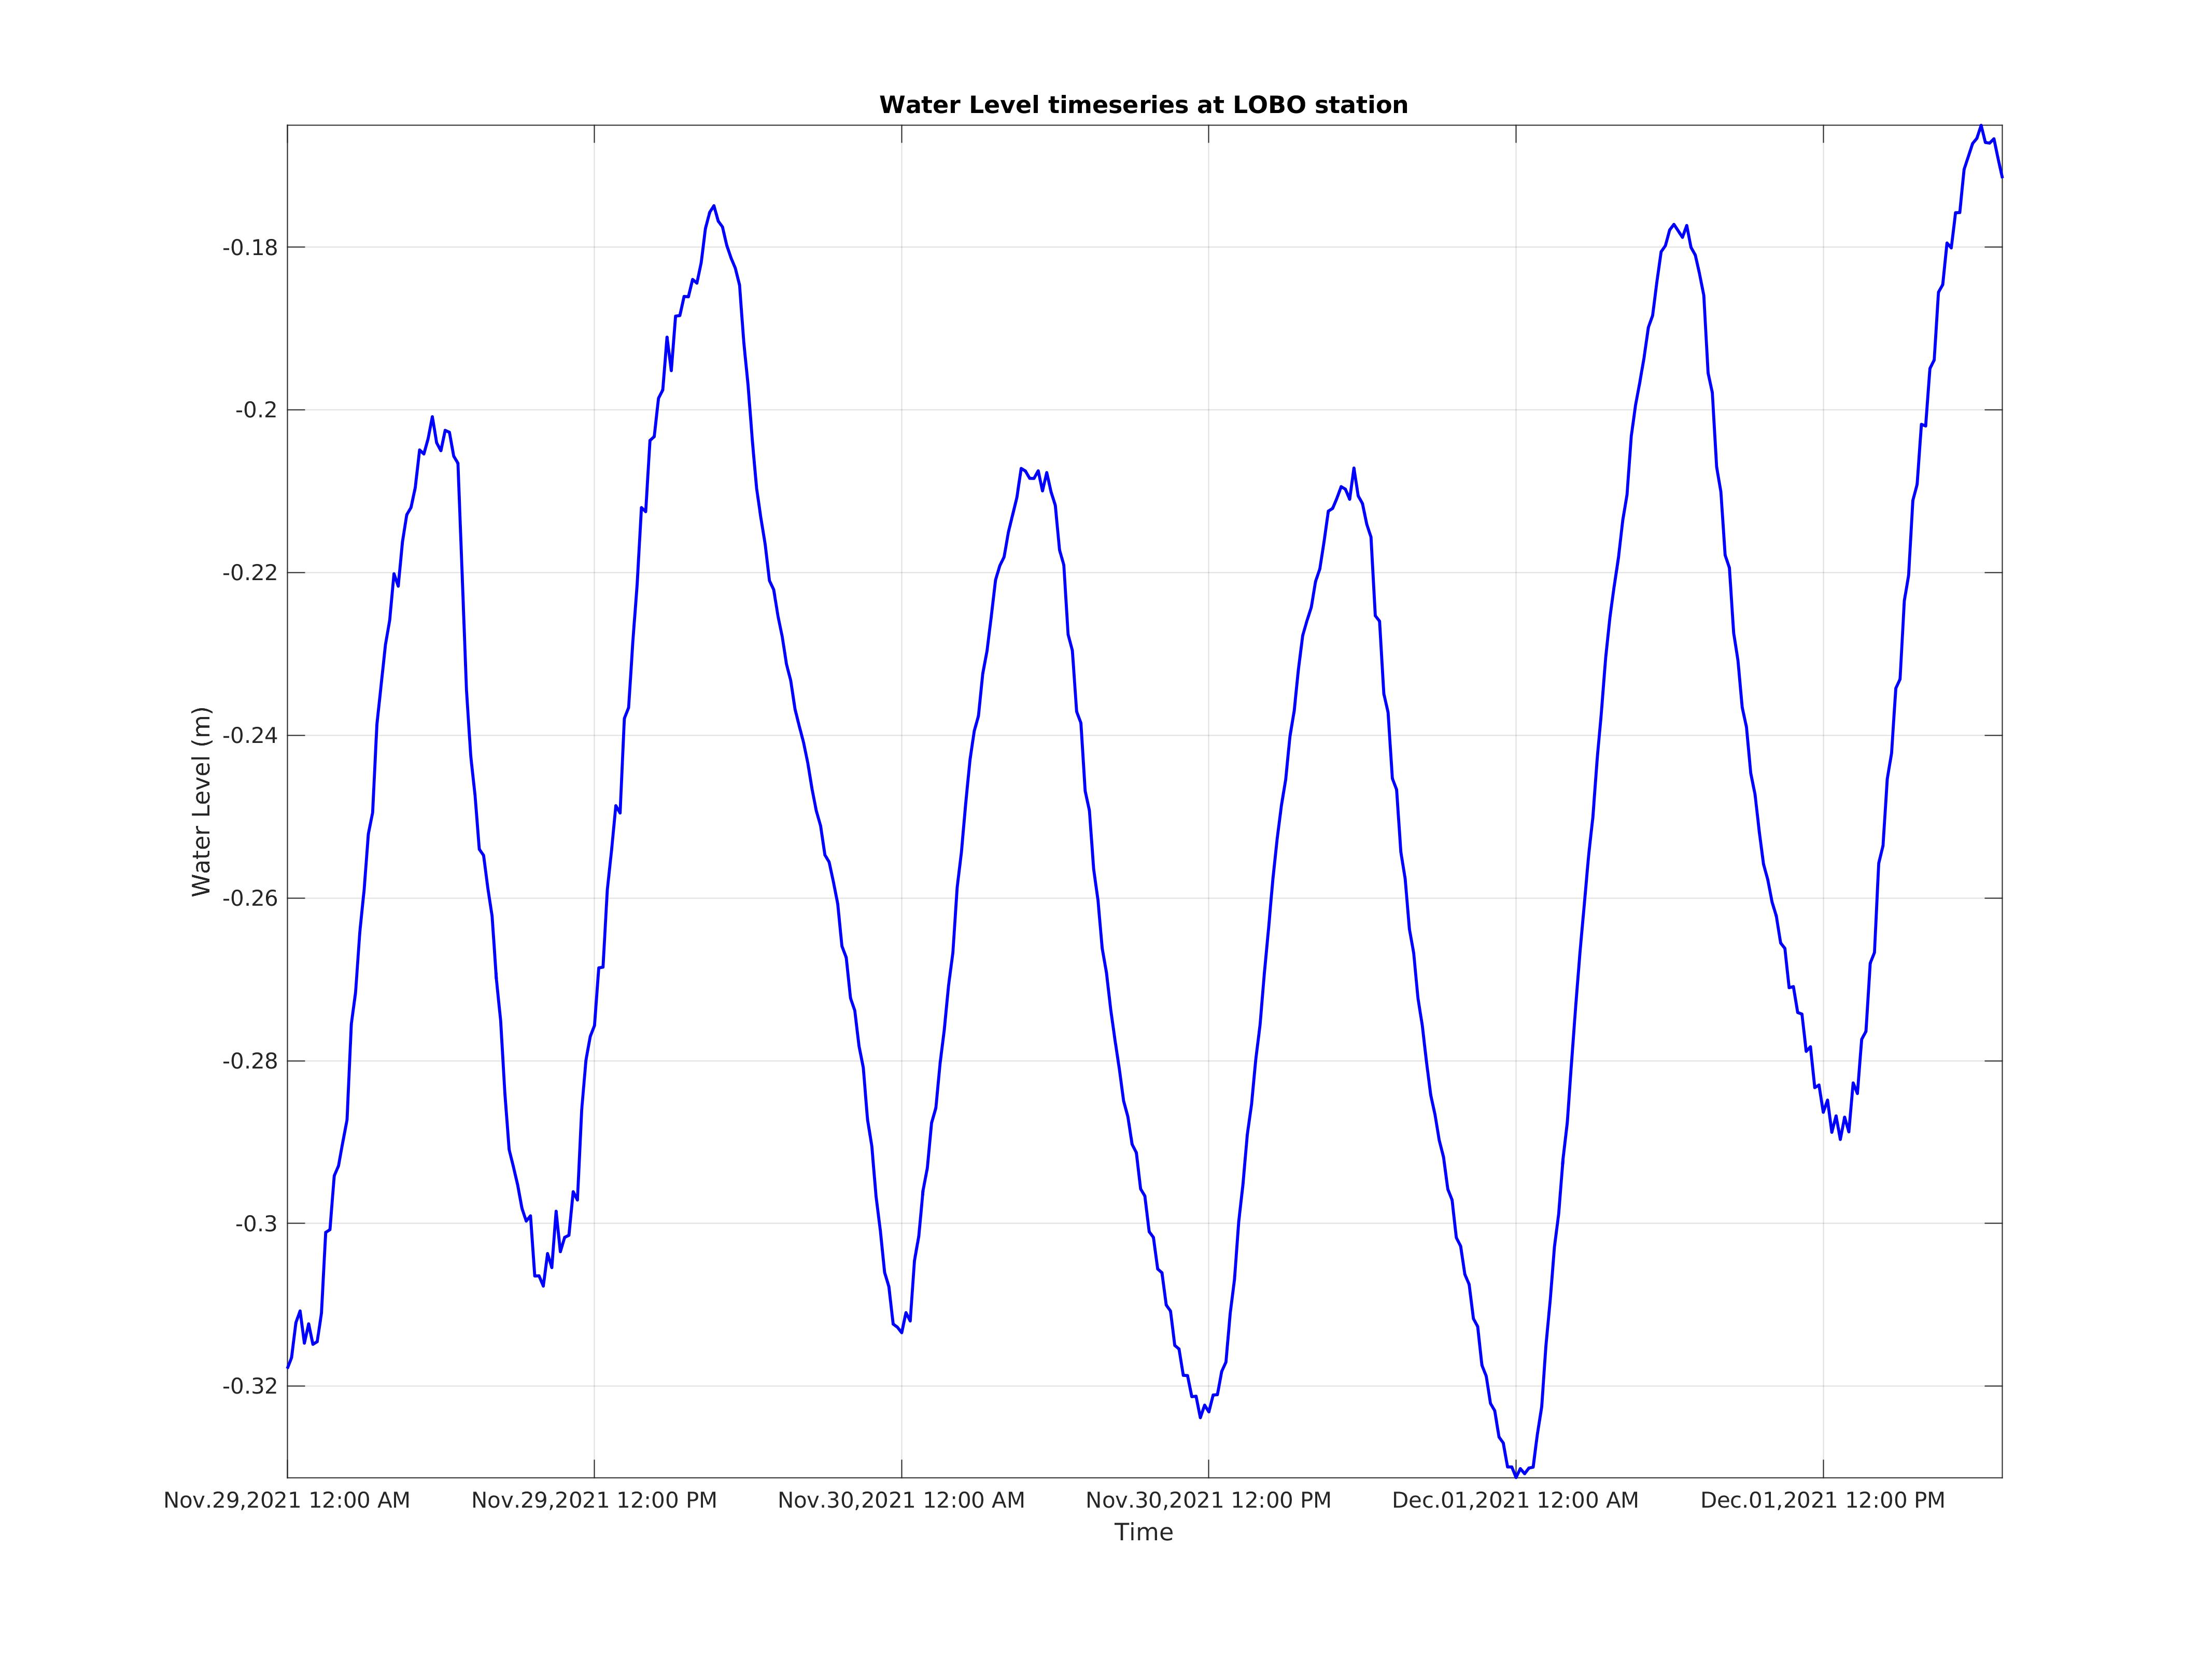 Water Level timeseries at LOBO station
-0.18
-0.2
-0.22
-0.24
-0.26
-0.28
-0.3
-0.32
Water Level (m)
Nov.29,2021 12:00 AM
Nov.29,2021 12:00 PM
Nov.30,2021 12:00 AM
Nov.30,2021 12:00 PM
Dec.01,2021 12:00 AM
Dec.01,2021 12:00 PM
Time